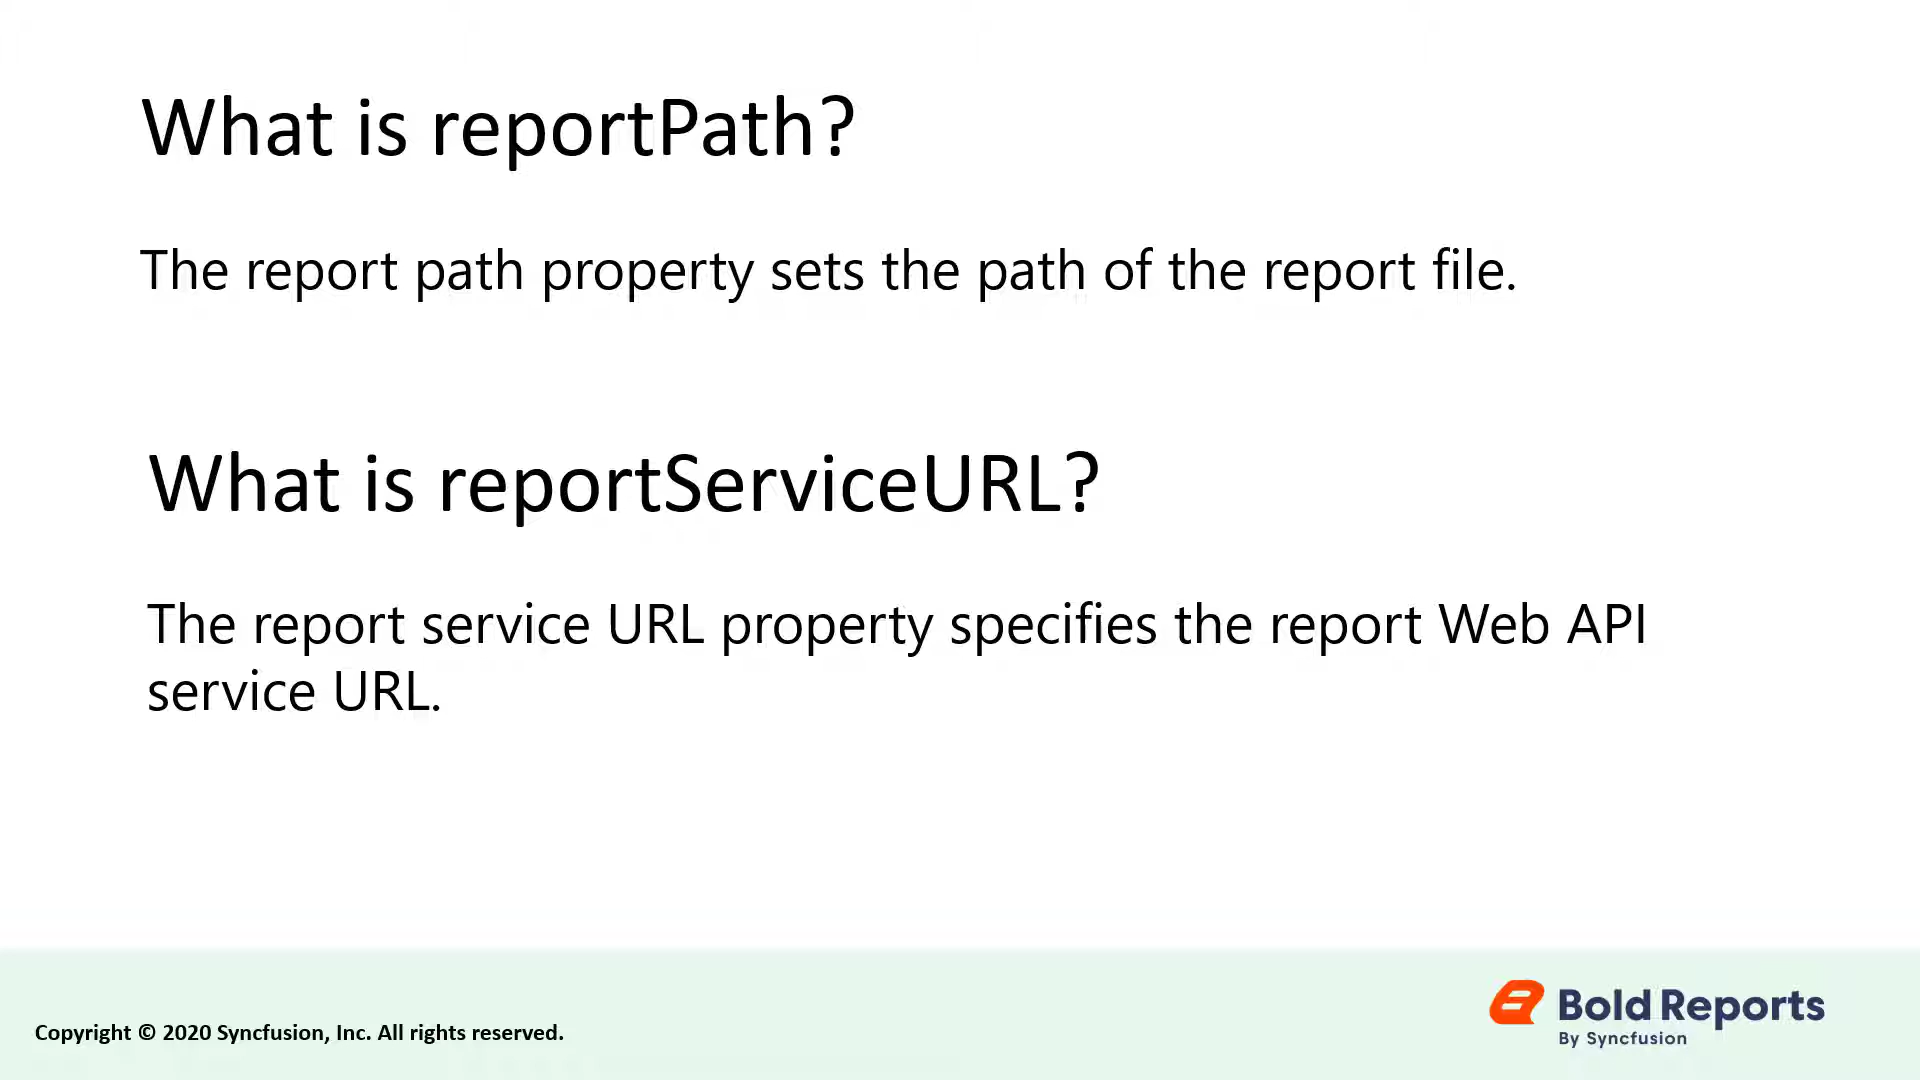 What is reportPath?
The report path property sets the path of the report file.
What is reportServiceURL?
The report service URL property specifies the report Web API
service URL.
Copyright © 2020 Syncfusion, Inc. All rights reserved.
Bold Reports
By Syncfusion